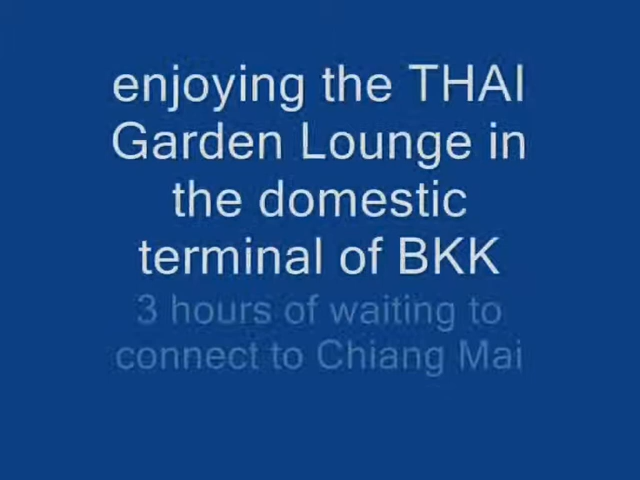 enjoying the THAI
Garden Lounge in
the domestic
terminal of BKK
3 hours of waiting to
connect to Chiang Mai